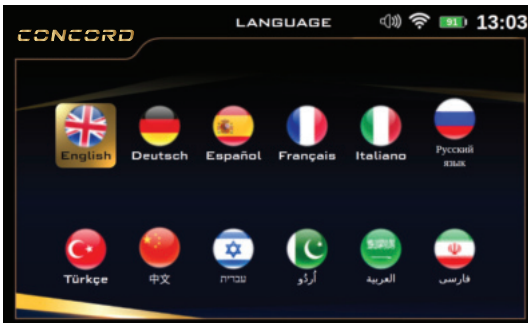 CONCORD
LANGUAGE
91
13:03
English
Deutsch
Español
Français
Italiano
Русский
язык
Türkçe
中文
עברית
اُردُو
العربية
فارسی